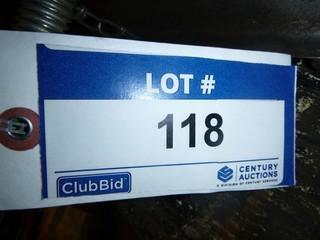 LOT #
118
ClubBid
CENTURY
AUCTIONS
A DIVISION OF CENTURY SERVICES